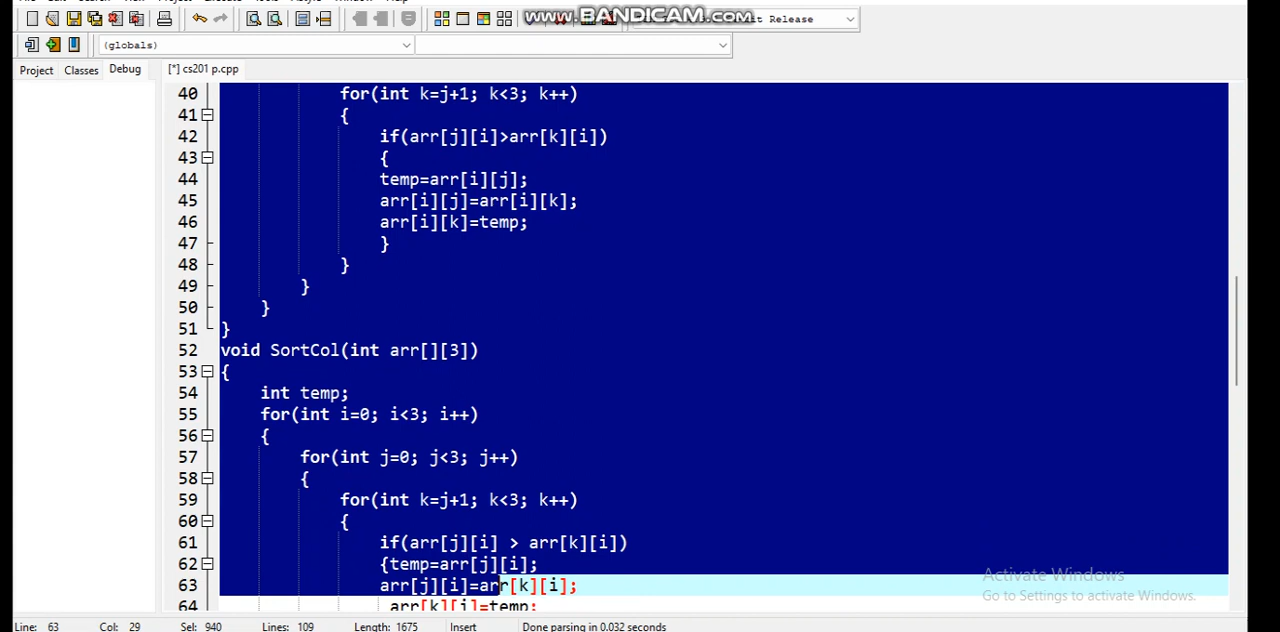 www.BANDICAM.com
it Release
(globals)
Project Classes Debug [*] cs201 p.cpp
40 for(int k=j+1; k<3; k++)
41 {
42 if(arr[j][i]>arr[k][i])
43 {
44 temp=arr[i][j];
45 arr[i][j]=arr[i][k];
46 arr[i][k]=temp;
47 }
48 }
49 }
50 }
51 }
52 void SortCol(int arr[][3])
53 {
54 int temp;
55 for(int i=0; i<3; i++)
56 {
57 for(int j=0; j<3; j++)
58 {
59 for(int k=j+1; k<3; k++)
60 {
61 if(arr[j][i] > arr[k][i])
62 {temp=arr[j][i];
63 arr[j][i]=arr[k][i];
64 arr[k][i]=temp;
Activate Windows
Go to Settings to activate Windows.
Line: 63 Col: 29 Sel: 940 Lines: 109 Length: 1675 Insert Done parsing in 0.032 seconds